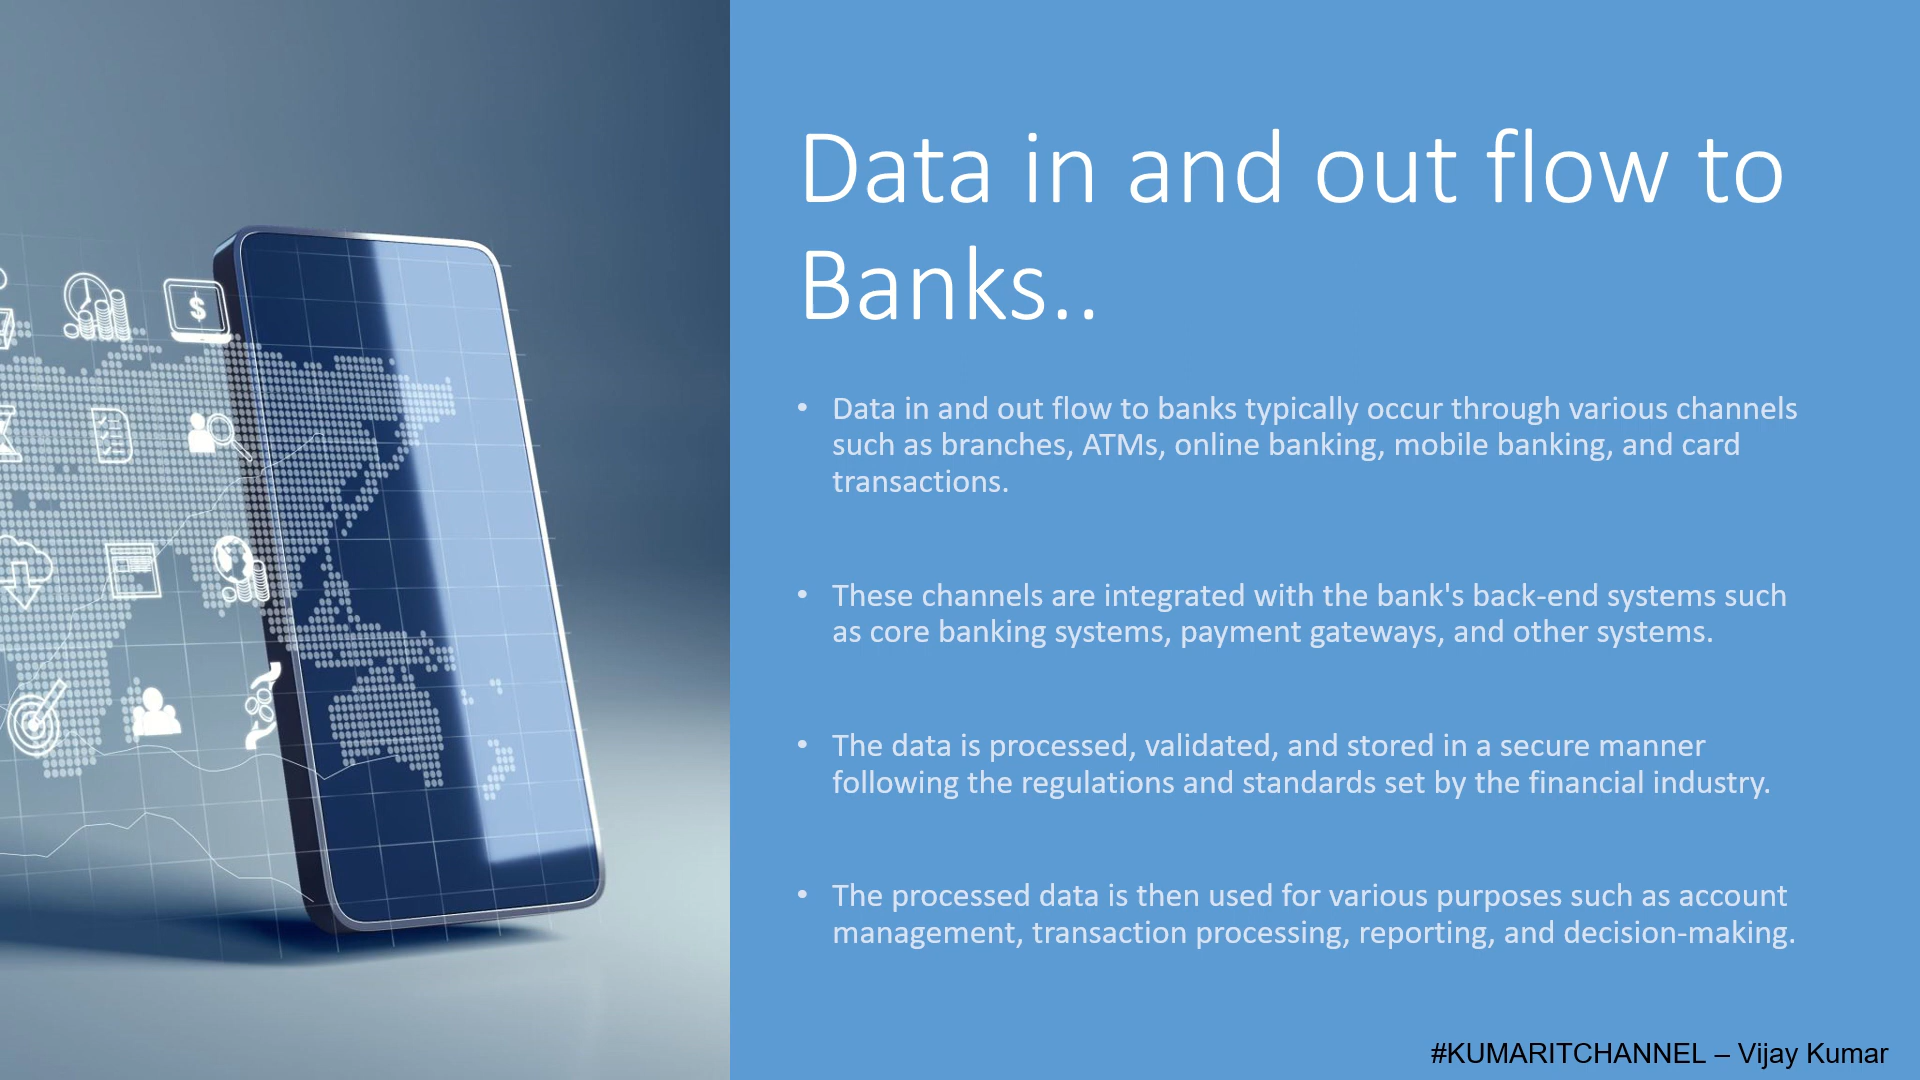 Data in and out flow to
Banks..
• Data in and out flow to banks typically occur through various channels
such as branches, ATMs, online banking, mobile banking, and card
transactions.
• These channels are integrated with the bank's back-end systems such
as core banking systems, payment gateways, and other systems.
• The data is processed, validated, and stored in a secure manner
following the regulations and standards set by the financial industry.
• The processed data is then used for various purposes such as account
management, transaction processing, reporting, and decision-making.
#KUMARITCHANNEL – Vijay Kumar
$